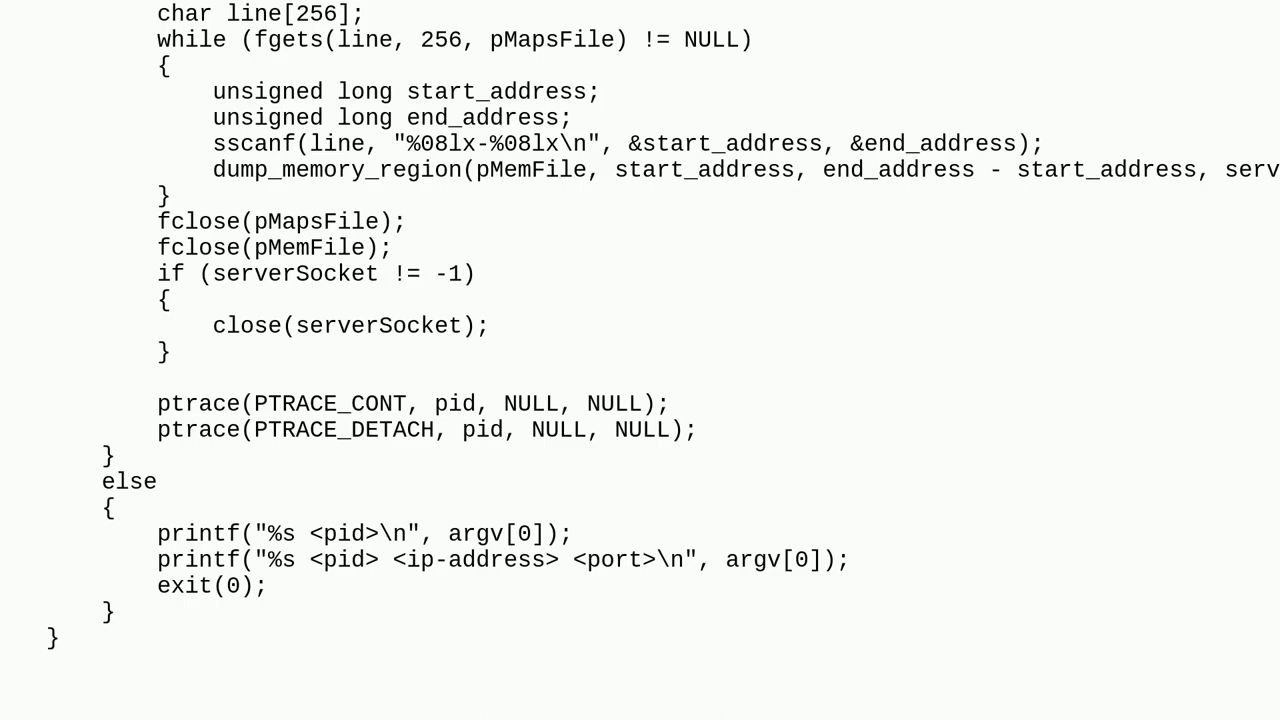 char line[256];
while (fgets(line, 256, pMapsFile) != NULL)
{
unsigned long start_address;
unsigned long end_address;
sscanf(line, "%08lx-%08lx\n", &start_address, &end_address);
dump_memory_region(pMemFile, start_address, end_address - start_address, serv
}
fclose(pMapsFile);
fclose(pMemFile);
if (serverSocket != -1)
{
close(serverSocket);
}
ptrace(PTRACE_CONT, pid, NULL, NULL);
ptrace(PTRACE_DETACH, pid, NULL, NULL);
}
else
{
printf("%s <pid>\n", argv[0]);
printf("%s <pid> <ip-address> <port>\n", argv[0]);
exit(0);
}
}